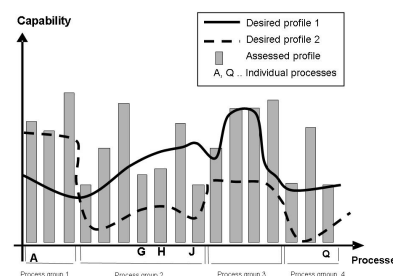 Capability
Desired profile 1
Desired profile 2
Assessed profile
A, Q .. Individual processes
A
G
H
J
Q
Processes
Process group 1
Process group 2
Process group 3
Process group 4